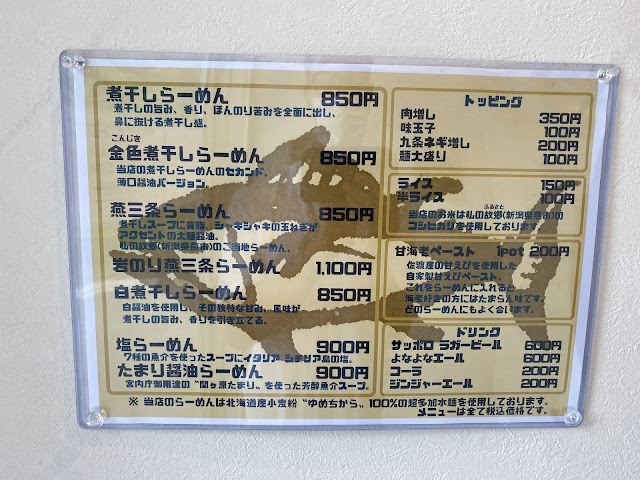 煮干しらーめん 850円
煮干しの旨み、香り、ほんのり苦みを全面に出し、
鼻に抜ける煮干し感。
こんじき
金色煮干しらーめん 850円
当店の煮干しらーめんのセカンド。
薄口醤油バージョン。
燕三条らーめん 850円
煮干しスープに背脂、シャキシャキの玉ねぎが
アクセントの太麺醤油。
私の故郷(新潟県燕市)のご当地らーめん。
岩のり燕三条らーめん 1,100円
白煮干しらーめん 850円
白醤油を使用し、その独特な甘み、風味が
煮干しの旨み、香りを引き立てる。
塩らーめん 900円
7種の魚介を使ったスープにイタリア シチリア島の塩。
たまり醤油らーめん 900円
宮内庁御用達の“関ヶ原たまり”を使った芳醇魚介スープ。
トッピング
肉増し 350円
味玉子 100円
九条ネギ増し 200円
麺大盛り 100円
ライス 150円
半ライス 100円
ふるさと
当店のお米は私の故郷(新潟県燕市)の
コシヒカリを使用しております。
甘海老ペースト 1pot 200円
佐渡産の甘えびを使用した
自家製甘えびペースト。
これをらーめんに入れると
海老好きの方にはたまらん味です。
どのらーめんにもよく合います。
ドリンク
サッポロ ラガービール 600円
よなよなエール 600円
コーラ 200円
ジンジャーエール 200円
※ 当店のらーめんは北海道産小麦粉“ゆめちから”100%の超多加水麺を使用しております。
メニューは全て税込価格です。